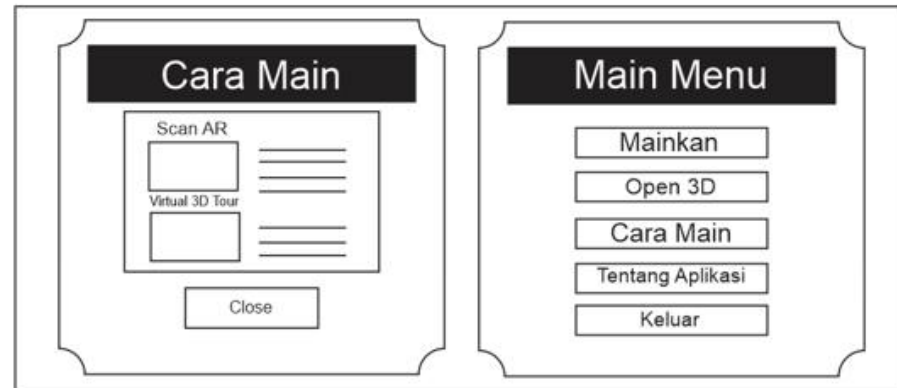 Cara Main
Scan AR
Virtual 3D Tour
Close
Main Menu
Mainkan
Open 3D
Cara Main
Tentang Aplikasi
Keluar